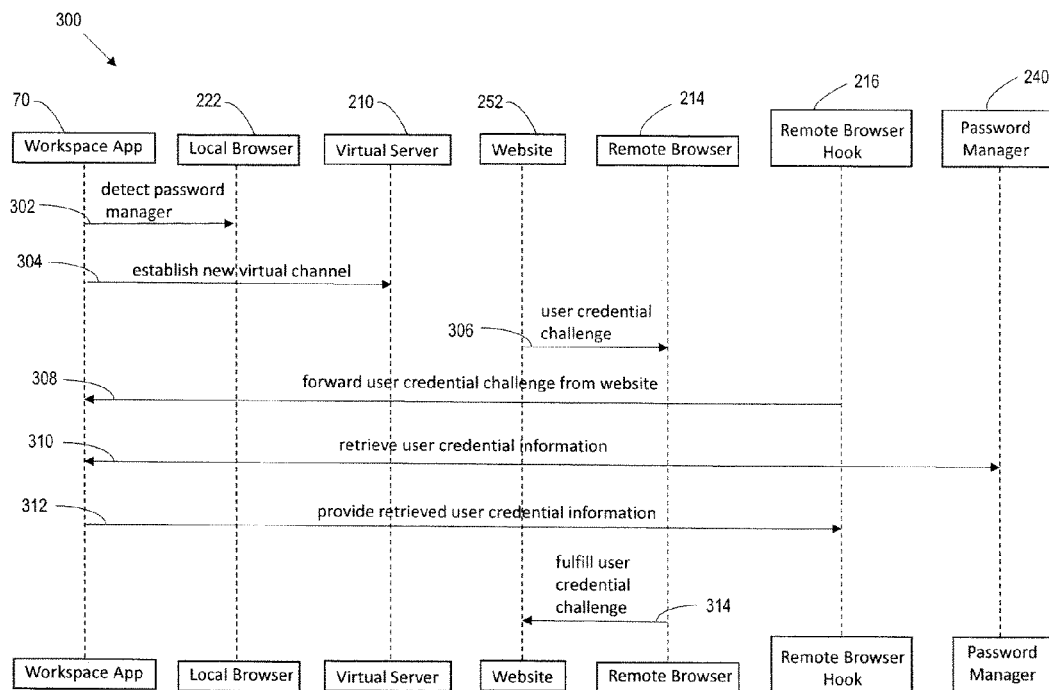 300
70
222
210
252
214
216
240
Workspace App
Local Browser
Virtual Server
Website
Remote Browser
Remote Browser
Hook
Password
Manager
302
detect password
manager
304
establish new virtual channel
306
user credential
challenge
308
forward user credential challenge from website
310
retrieve user credential information
312
provide retrieved user credential information
fulfill user
credential
challenge
314
Workspace App
Local Browser
Virtual Server
Website
Remote Browser
Remote Browser
Hook
Password
Manager